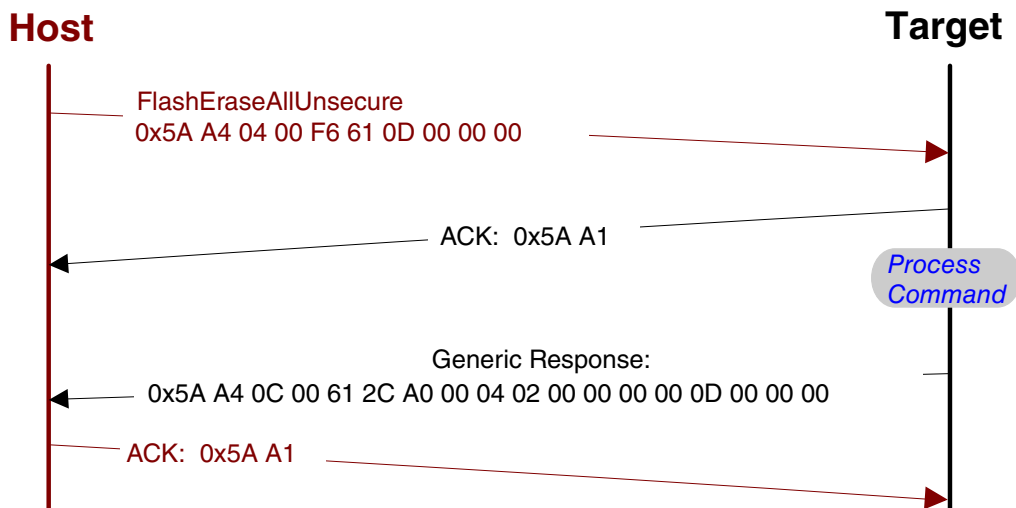 Host
Target
FlashEraseAllUnsecure
0x5A A4 04 00 F6 61 0D 00 00 00
ACK: 0x5A A1
Process
Command
Generic Response:
0x5A A4 0C 00 61 2C A0 00 04 02 00 00 00 00 0D 00 00 00
ACK: 0x5A A1